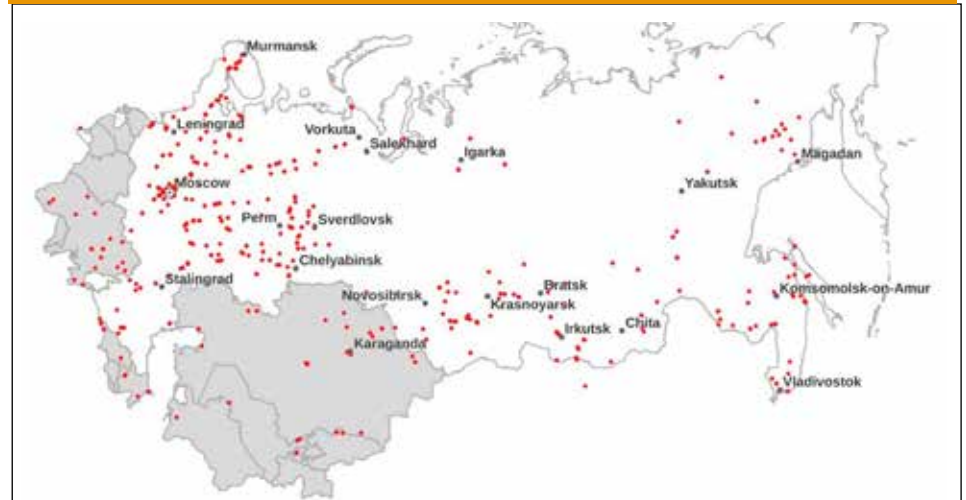 Murmansk
Leningrad
Vorkuta
Salekhard
Igarka
Magadan
Moscow
Yakutsk
Perm
Sverdlovsk
Chelyabinsk
Stalingrad
Bratsk
Komsomolsk-on-Amur
Novosibirsk
Krasnoyarsk
Irkutsk
Chita
Karaganda
Vladivostok